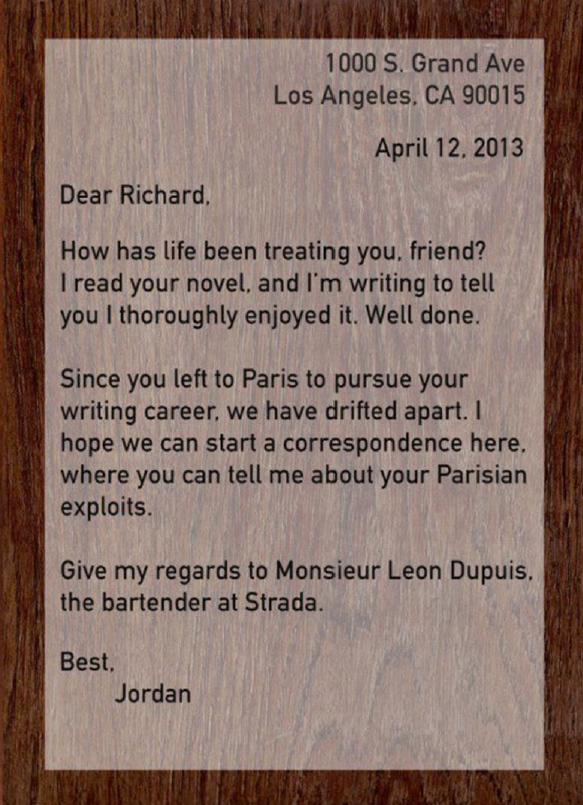 1000 S. Grand Ave
Los Angeles, CA 90015
April 12, 2013
Dear Richard,
How has life been treating you, friend?
I read your novel, and I'm writing to tell
you I thoroughly enjoyed it. Well done.
Since you left to Paris to pursue your
writing career, we have drifted apart. I
hope we can start a correspondence here,
where you can tell me about your Parisian
exploits.
Give my regards to Monsieur Leon Dupuis,
the bartender at Strada.
Best,
Jordan